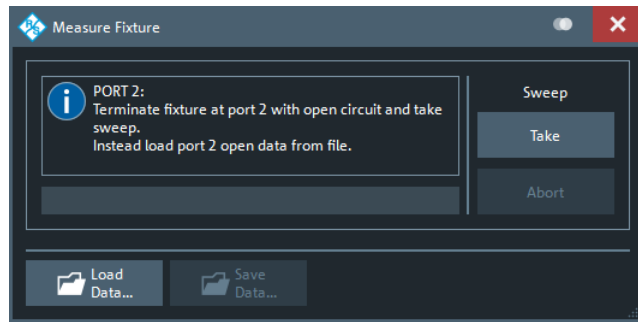 Measure Fixture
PORT 2:
Terminate fixture at port 2 with open circuit and take
sweep.
Instead load port 2 open data from file.
Sweep
Take
Abort
Load
Data...
Save
Data...